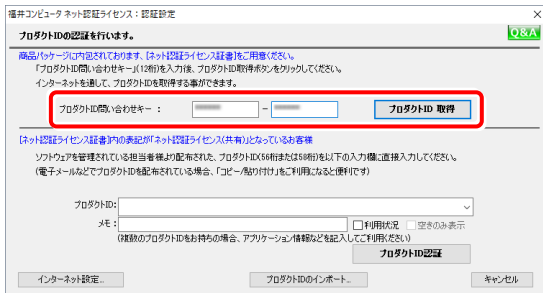 福井コンピュータ ネット認証ライセンス：認証設定
プロダクトIDの認証を行います。
Q&A
商品パッケージに内包されております、[ネット認証ライセンス証書]をご用意ください。
「プロダクトID問い合わせキー」(12桁)を入力後、プロダクトID取得ボタンをクリックしてください。
インターネットを通して、プロダクトIDを取得する事ができます。
プロダクトID問い合わせキー ： － プロダクトID 取得
[ネット認証ライセンス証書]内の表記が「ネット認証ライセンス(共有)」となっているお客様
ソフトウェアを管理されている担当者様より配布された、プロダクトID(56桁または58桁)を以下の入力欄に直接入力してください。
(電子メールなどでプロダクトIDを配布されている場合、「コピー/貼り付け」をご利用になると便利です)
プロダクトID:
メモ: 利用状況 空きのみ表示
(複数のプロダクトIDをお持ちの場合、アプリケーション情報などを記入してご利用ください)
プロダクトID認証
インターネット設定... プロダクトIDのインポート... キャンセル